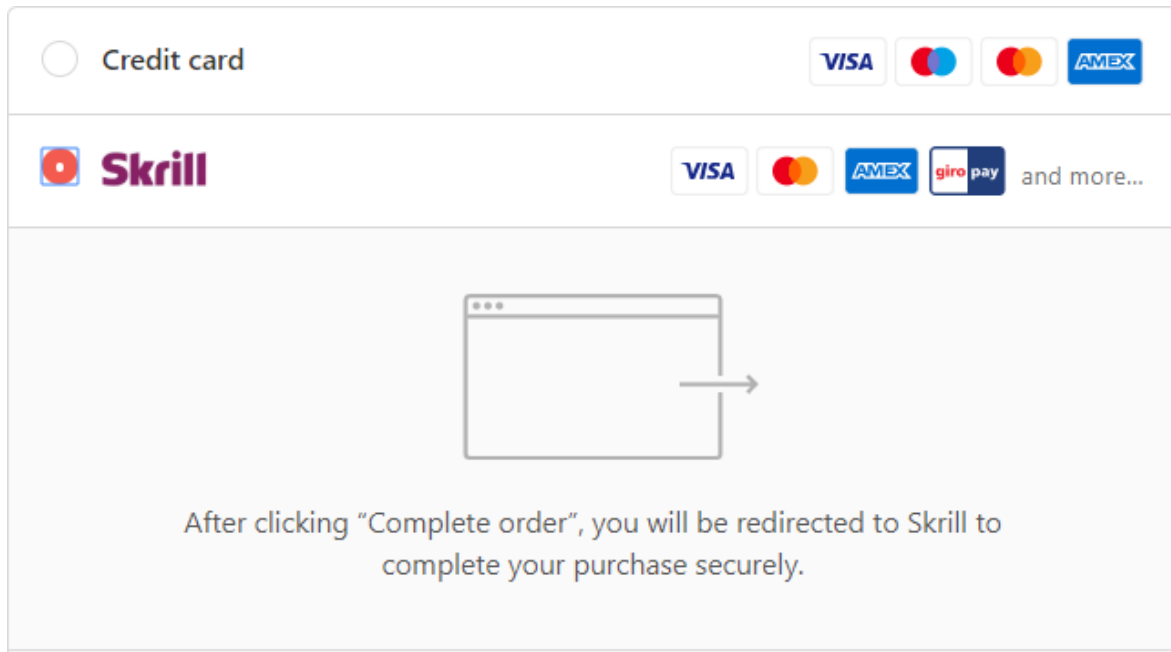 Credit card VISA AMEX
Skrill VISA AMEX giro pay and more...
After clicking “Complete order”, you will be redirected to Skrill to
complete your purchase securely.